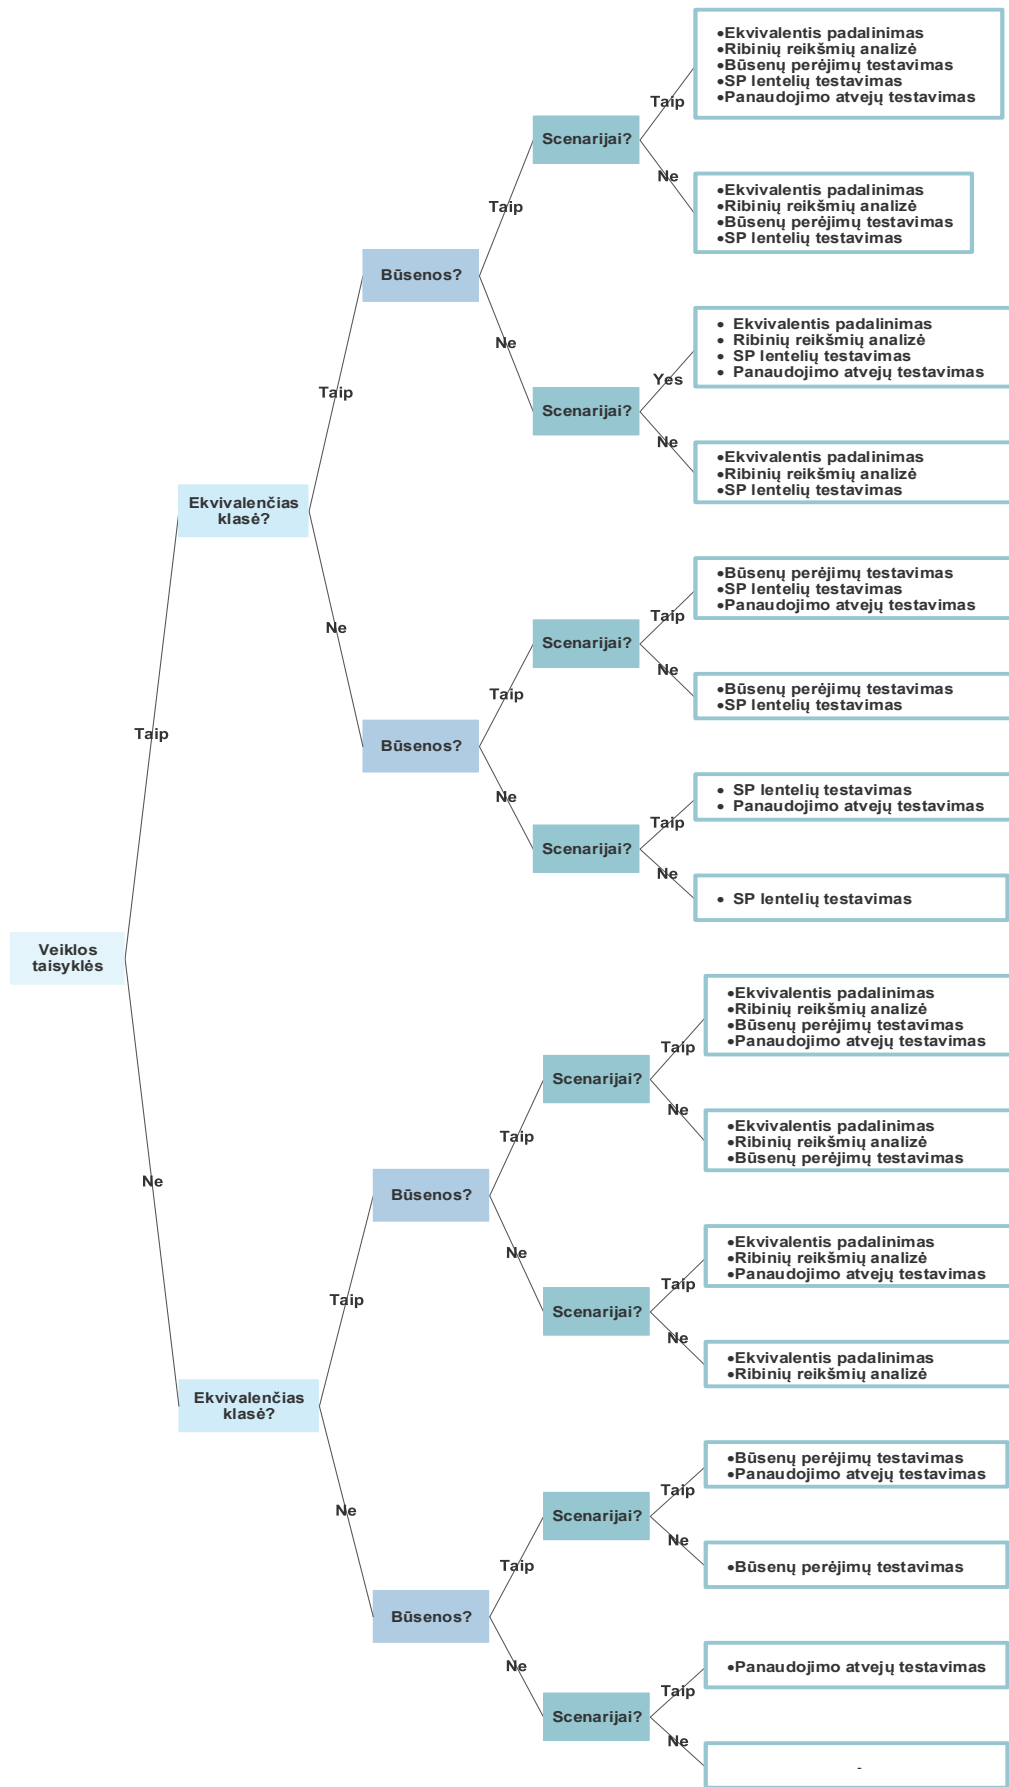 •Ekvivalentis padalinimas
•Ribinių reikšmių analizė
•Būsenų perėjimų testavimas
•SP lentelių testavimas
•Panaudojimo atvejų testavimas
Taip
Scenarijai?
Ne
•Ekvivalentis padalinimas
•Ribinių reikšmių analizė
•Būsenų perėjimų testavimas
•SP lentelių testavimas
Taip
Būsenos?
Ne
• Ekvivalentis padalinimas
• Ribinių reikšmių analizė
• SP lentelių testavimas
• Panaudojimo atvejų testavimas
Yes
Scenarijai?
Ne
•Ekvivalentis padalinimas
•Ribinių reikšmių analizė
•SP lentelių testavimas
Taip
Ekvivalenčias
klasė?
Ne
•Būsenų perėjimų testavimas
•SP lentelių testavimas
•Panaudojimo atvejų testavimas
Taip
Scenarijai?
Ne
•Būsenų perėjimų testavimas
•SP lentelių testavimas
Taip
Būsenos?
Ne
• SP lentelių testavimas
• Panaudojimo atvejų testavimas
Taip
Scenarijai?
Ne
• SP lentelių testavimas
Taip
Veiklos
taisyklės
Ne
•Ekvivalentis padalinimas
•Ribinių reikšmių analizė
•Būsenų perėjimų testavimas
•Panaudojimo atvejų testavimas
Taip
Scenarijai?
Ne
•Ekvivalentis padalinimas
•Ribinių reikšmių analizė
•Būsenų perėjimų testavimas
Taip
Būsenos?
Ne
•Ekvivalentis padalinimas
•Ribinių reikšmių analizė
•Panaudojimo atvejų testavimas
Taip
Scenarijai?
Ne
•Ekvivalentis padalinimas
•Ribinių reikšmių analizė
Taip
Ekvivalenčias
klasė?
Ne
•Būsenų perėjimų testavimas
•Panaudojimo atvejų testavimas
Taip
Scenarijai?
Ne
•Būsenų perėjimų testavimas
Taip
Būsenos?
Ne
•Panaudojimo atvejų testavimas
Taip
Scenarijai?
Ne
-